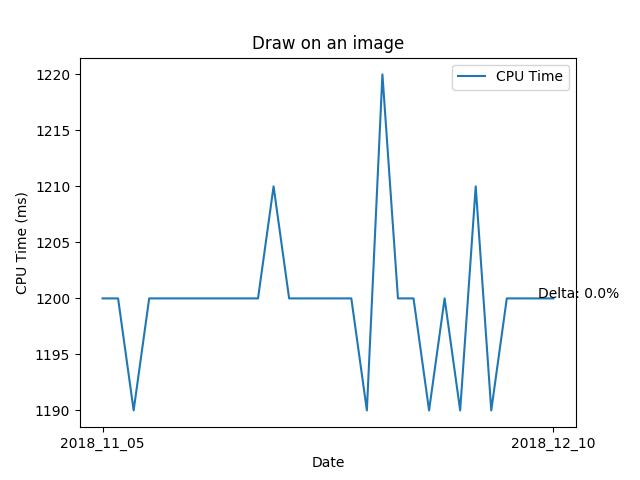 Draw on an image
CPU Time
1220
1215
1210
1205
1200
1195
1190
CPU Time (ms)
Delta: 0.0%
2018_11_05
2018_12_10
Date